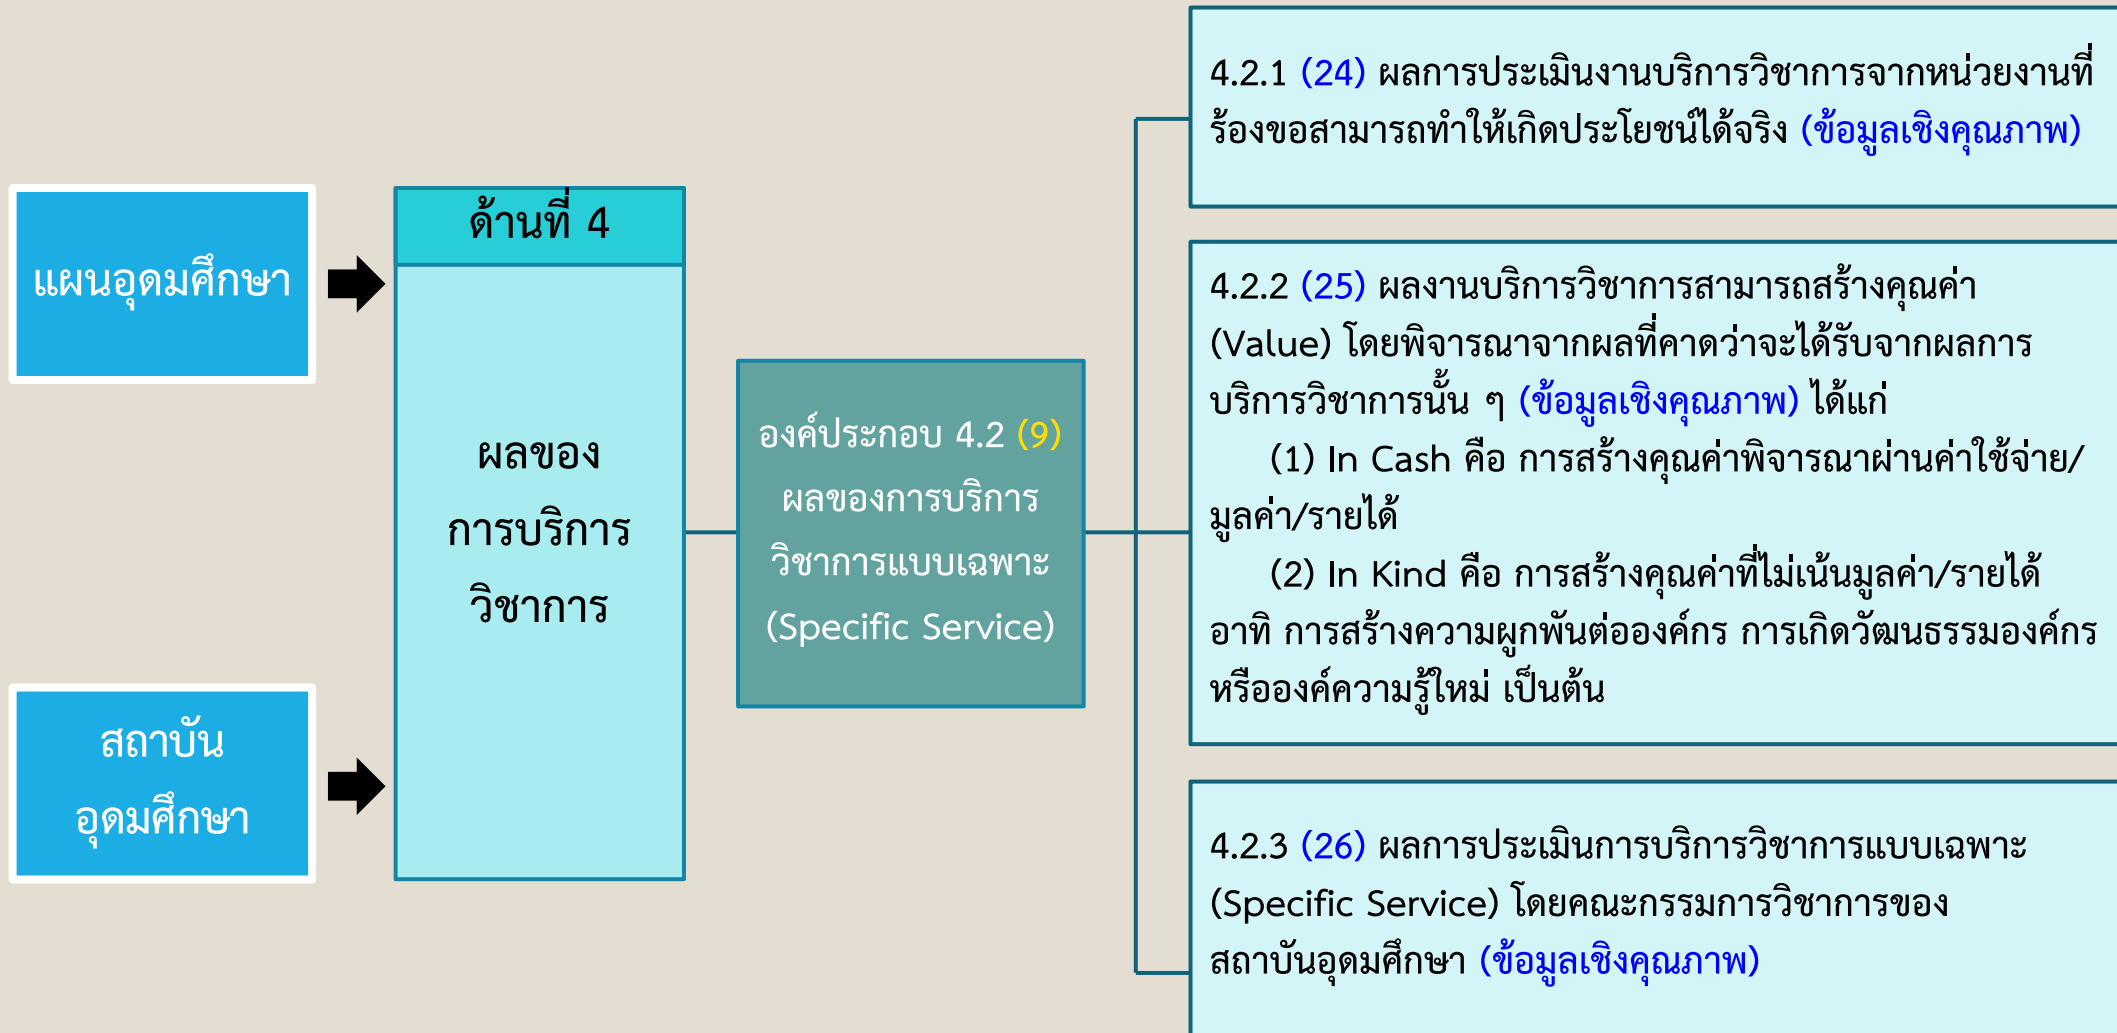 แผนอุดมศึกษา
สถาบัน
อุดมศึกษา
ด้านที่ 4
ผลของ
การบริการ
วิชาการ
องค์ประกอบ 4.2 (9)
ผลของการบริการ
วิชาการแบบเฉพาะ
(Specific Service)
4.2.1 (24) ผลการประเมินงานบริการวิชาการจากหน่วยงานที่
ร้องขอสามารถทำให้เกิดประโยชน์ได้จริง (ข้อมูลเชิงคุณภาพ)
4.2.2 (25) ผลงานบริการวิชาการสามารถสร้างคุณค่า
(Value) โดยพิจารณาจากผลที่คาดว่าจะได้รับจากผลการ
บริการวิชาการนั้น ๆ (ข้อมูลเชิงคุณภาพ) ได้แก่
(1) In Cash คือ การสร้างคุณค่าพิจารณาผ่านค่าใช้จ่าย/
มูลค่า/รายได้
(2) In Kind คือ การสร้างคุณค่าที่ไม่เน้นมูลค่า/รายได้
อาทิ การสร้างความผูกพันต่อองค์กร การเกิดวัฒนธรรมองค์กร
หรือองค์ความรู้ใหม่ เป็นต้น
4.2.3 (26) ผลการประเมินการบริการวิชาการแบบเฉพาะ
(Specific Service) โดยคณะกรรมการวิชาการของ
สถาบันอุดมศึกษา (ข้อมูลเชิงคุณภาพ)